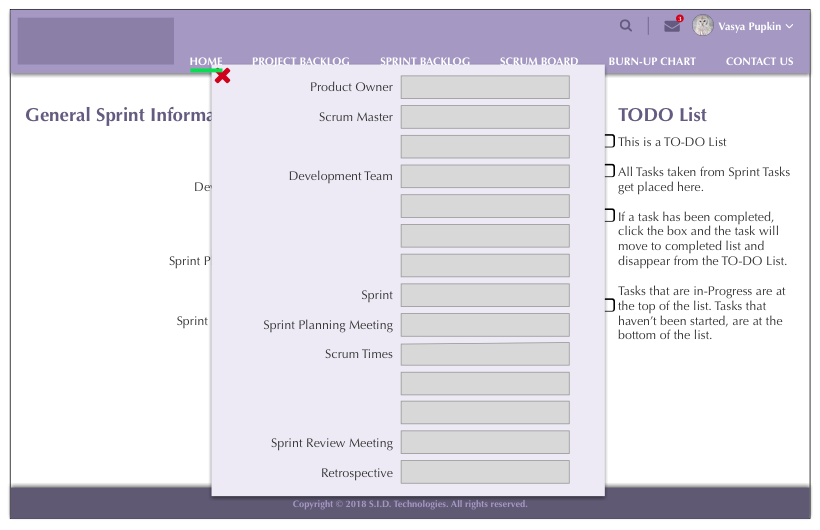 1
Vasya Pupkin
HOME PROJECT BACKLOG SPRINT BACKLOG SCRUM BOARD BURN-UP CHART CONTACT US
General Sprint Informa
De
Sprint P
Sprint
Product Owner
Scrum Master
Development Team
Sprint
Sprint Planning Meeting
Scrum Times
Sprint Review Meeting
Retrospective
TODO List
This is a TO-DO List
All Tasks taken from Sprint Tasks
get placed here.
If a task has been completed,
click the box and the task will
move to completed list and
disappear from the TO-DO List.
Tasks that are in-Progress are at
the top of the list. Tasks that
haven't been started, are at the
bottom of the list.
Copyright © 2018 S.I.D. Technologies. All rights reserved.